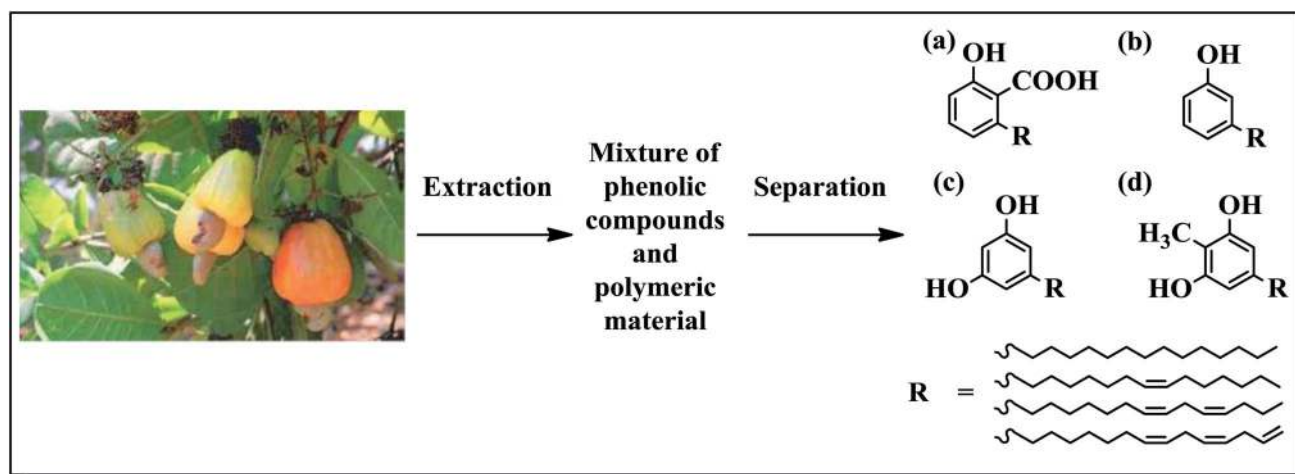 Extraction
Mixture of
phenolic
compounds
and
polymeric
material
Separation
(a)
OH
COOH
R
(b)
OH
R
(c)
OH
HO
R
(d)
OH
H₃C
HO
R
R =